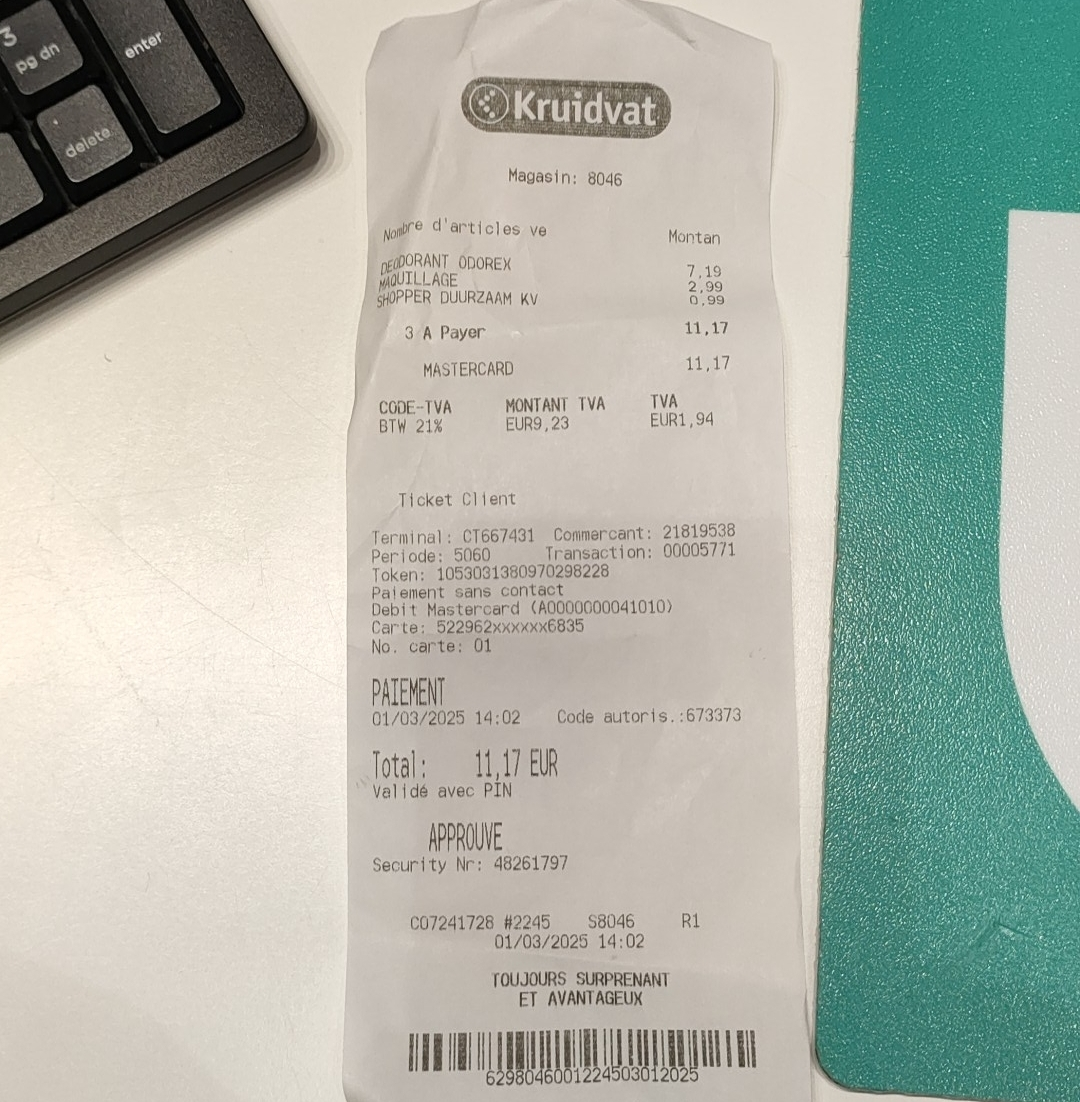 3
pg dn
enter
delete
Kruidvat
Magasin: 8046
Nombre d'articles ve Montan
DEODORANT ODOREX 7,19
MAQUILLAGE 2,99
SHOPPER DUURZAAM KV 0,99
3 A Payer 11,17
MASTERCARD 11,17
CODE-TVA MONTANT TVA TVA
BTW 21% EUR9,23 EUR1,94
Ticket Client
Terminal: CT667431 Commercant: 21819538
Periode: 5060 Transaction: 00005771
Token: 1053031380970298228
Paiement sans contact
Debit Mastercard (A0000000041010)
Carte: 522962xxxxxx6835
No. carte: 01
PAIEMENT
01/03/2025 14:02 Code autoris.:673373
Total: 11,17 EUR
Validé avec PIN
APPROUVE
Security Nr: 48261797
C07241728 #2245 S8046 R1
01/03/2025 14:02
TOUJOURS SURPRENANT
ET AVANTAGEUX
6298046001224503012025